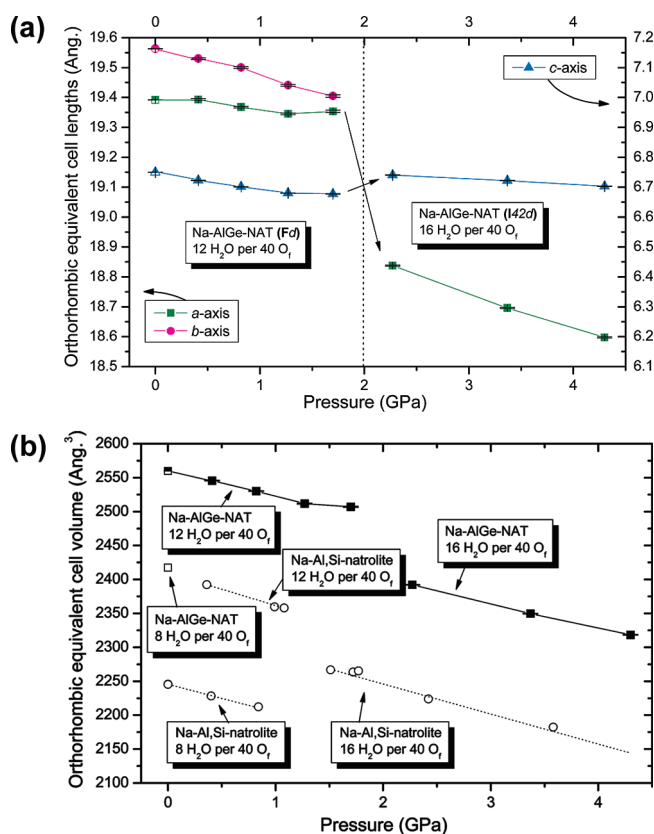 (a)
0 1 2 3 4
19.6
19.5
19.4
19.3
19.2
19.1
19.0
18.9
18.8
18.7
18.6
18.5
Orthorhombic equivalent cell lengths (Ang.)
7.2
7.1
7.0
6.9
6.8
6.7
6.6
6.5
6.4
6.3
6.2
6.1
c-axis
Na-AlGe-NAT (Fd)
12 H2O per 40 Of
Na-AlGe-NAT (I42d)
16 H2O per 40 Of
a-axis
b-axis
0 1 2 3 4
Pressure (GPa)
(b)
2600
2550
2500
2450
2400
2350
2300
2250
2200
2150
2100
Orthorhombic equivalent cell volume (Ang.3)
Na-AlGe-NAT
12 H2O per 40 Of
Na-AlGe-NAT
16 H2O per 40 Of
Na-Al,Si-natrolite
12 H2O per 40 Of
Na-AlGe-NAT
8 H2O per 40 Of
Na-Al,Si-natrolite
8 H2O per 40 Of
Na-Al,Si-natrolite
16 H2O per 40 Of
0 1 2 3 4
Pressure (GPa)